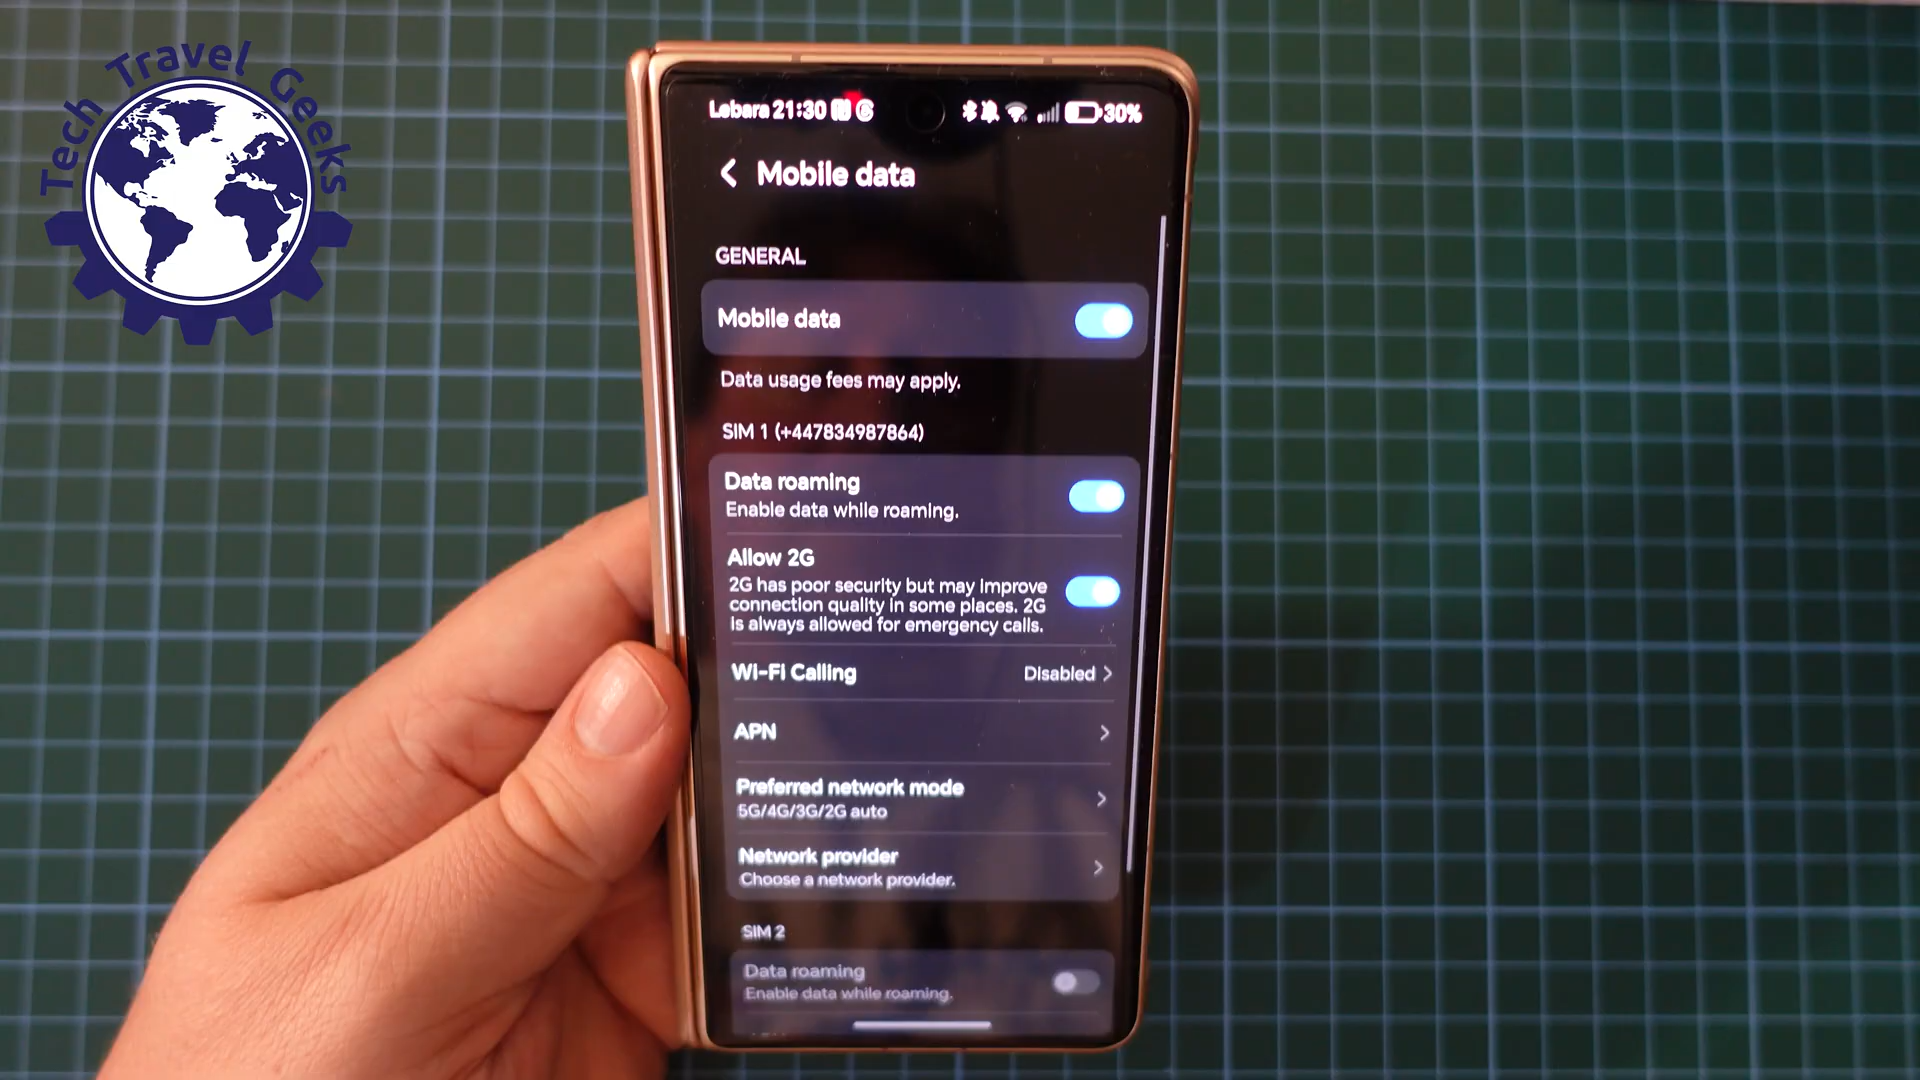 Tech Travel Geeks
Lebara 21:30
30%
Mobile data
GENERAL
Mobile data
Data usage fees may apply.
SIM 1 (+447834987864)
Data roaming
Enable data while roaming.
Allow 2G
2G has poor security but may improve
connection quality in some places. 2G
is always allowed for emergency calls.
Wi-Fi Calling
Disabled
APN
Preferred network mode
5G/4G/3G/2G auto
Network provider
Choose a network provider.
SIM 2
Data roaming
Enable data while roaming.